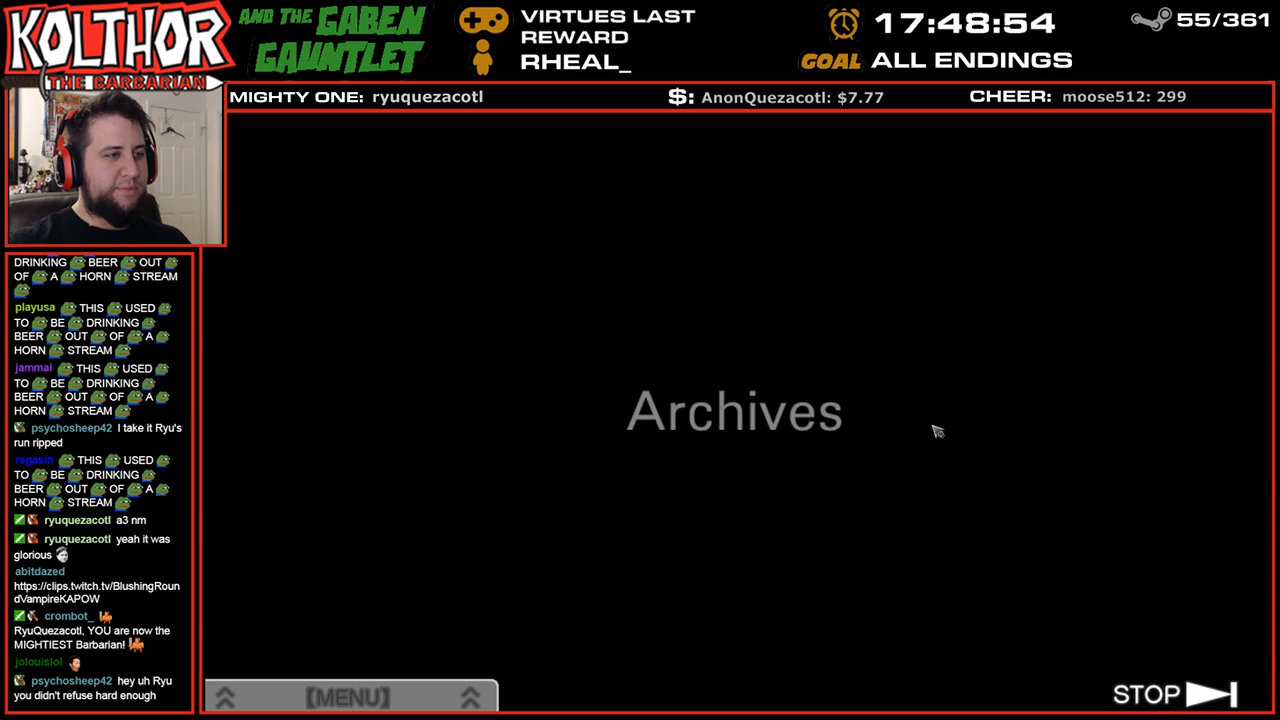 KOLTHOR
THE BARBARIAN
AND THE GABEN
GAUNTLET
VIRTUES LAST
REWARD
RHEAL_
17:48:54
GOAL ALL ENDINGS
55/361
MIGHTY ONE: ryuquezacotl
$: AnonQuezacotl: $7.77
CHEER: moose512: 299
DRINKING BEER OUT
OF A HORN STREAM
playusa THIS USED
TO BE DRINKING
BEER OUT OF A
HORN STREAM
jammai THIS USED
TO BE DRINKING
BEER OUT OF A
HORN STREAM
psychosheep42 I take it Ryu's
run ripped
regasin THIS USED
TO BE DRINKING
BEER OUT OF A
HORN STREAM
ryuquezacotl a3 nm
ryuquezacotl yeah it was
glorious
abitdazed
https://clips.twitch.tv/BlushingRoun
dVampireKAPOW
crombot_
RyuQuezacotl, YOU are now the
MIGHTIEST Barbarian!
jolouislol
psychosheep42 hey uh Ryu
you didn't refuse hard enough
Archives
【MENU】
STOP